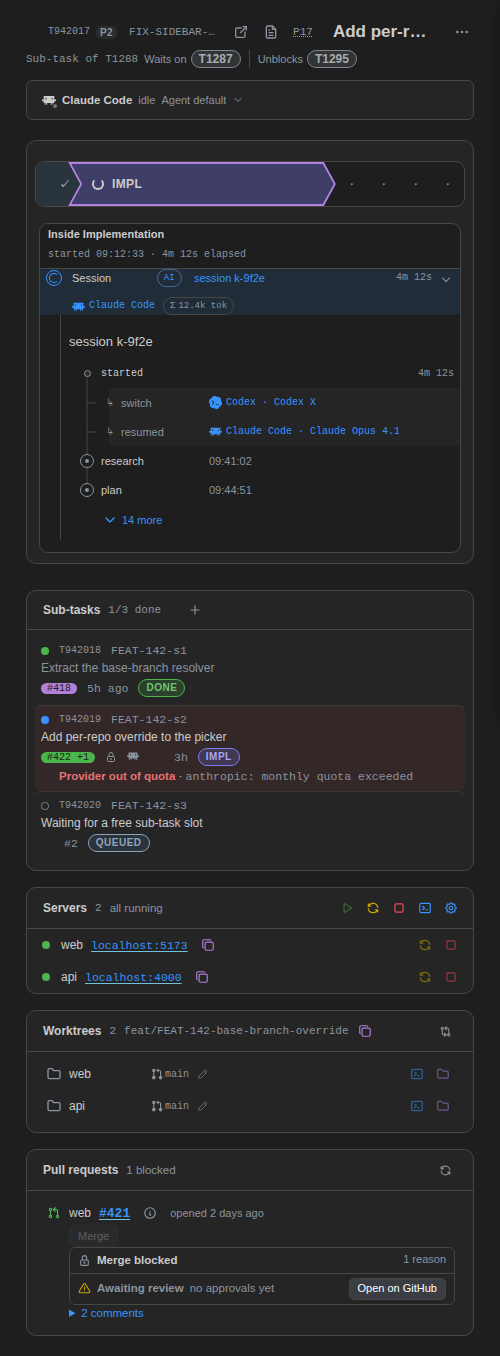 T942017 P2 FIX-SIDEBAR-… P17 Add per-r…
Sub-task of T1288 Waits on T1287 Unblocks T1295
Claude Code idle Agent default
✓ IMPL
Inside Implementation
started 09:12:33 · 4m 12s elapsed
Session AI session k-9f2e 4m 12s
Claude Code Σ 12.4k tok
session k-9f2e
started 4m 12s
↳ switch Codex · Codex X
↳ resumed Claude Code · Claude Opus 4.1
research 09:41:02
plan 09:44:51
14 more
Sub-tasks 1/3 done +
T942018 FEAT-142-s1
Extract the base-branch resolver
#418 5h ago DONE
T942019 FEAT-142-s2
Add per-repo override to the picker
#422 +1 3h IMPL
Provider out of quota · anthropic: monthly quota exceeded
T942020 FEAT-142-s3
Waiting for a free sub-task slot
#2 QUEUED
Servers 2 all running
web localhost:5173
api localhost:4000
Worktrees 2 feat/FEAT-142-base-branch-override
web main
api main
Pull requests 1 blocked
web #421 opened 2 days ago
Merge
Merge blocked 1 reason
Awaiting review no approvals yet Open on GitHub
2 comments